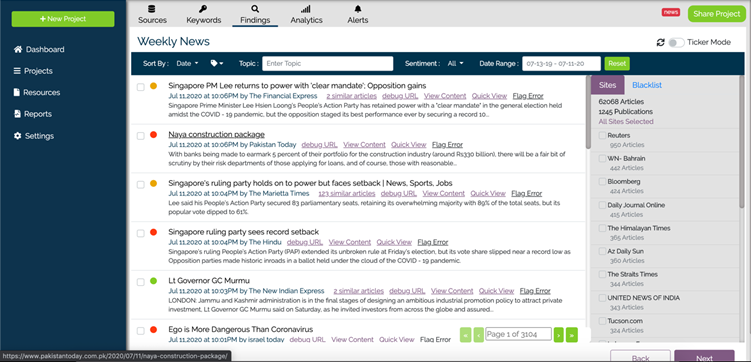 + New Project
Dashboard
Projects
Resources
Reports
Settings
Sources
Keywords
Findings
Analytics
Alerts
news
Share Project
Weekly News
Ticker Mode
Sort By : Date
Topic : Enter Topic
Sentiment : All
Date Range : 07-13-19 - 07-11-20
Reset
Singapore PM Lee returns to power with 'clear mandate'; Opposition gains
Jul 11,2020 at 10:06PM by The Financial Express 2 similar articles debug URL View Content Quick View Flag Error
Singapore Prime Minister Lee Hsien Loong's People's Action Party has retained power with a "clear mandate" in the general election held
amidst the COVID - 19 pandemic, but the opposition staged its best performance ever by securing a record 10...
Naya construction package
Jul 11,2020 at 10:06PM by Pakistan Today debug URL View Content Quick View Flag Error
With banks being made to earmark 5 percent of their portfolio for the construction industry (around Rs330 billion), there will be a fair bit of
scrutiny by their risk departments of those applying for loans, and of course, those with reasonable...
Singapore's ruling party holds on to power but faces setback | News, Sports, Jobs
Jul 11,2020 at 10:04PM by The Marietta Times 123 similar articles debug URL View Content Quick View Flag Error
Lee said his People's Action Party secured 83 parliamentary seats, retaining its overwhelming majority with 89% of the total seats, but its
popular vote dipped to 61%.
Singapore ruling party sees record setback
Jul 11,2020 at 10:04PM by The Hindu debug URL View Content Quick View Flag Error
Singapore's ruling People's Action Party (PAP) extended its unbroken rule at Friday's election, but its vote share slipped near a record low as
Opposition parties made historic inroads in a ballot held under the cloud of the COVID - 19 pandemic.
Lt Governor GC Murmu
Jul 11,2020 at 10:03PM by The New Indian Express 2 similar articles debug URL View Content Quick View Flag Error
LONDON: Jammu and Kashmir administration is in the final stages of designing an ambitious industrial promotion policy to attract private
investment, Lt Governor GC Murmu said on Saturday, as he invited investors from across the globe and assured...
Ego is More Dangerous Than Coronavirus
Jul 11,2020 at 10:01PM by israel today debug URL View Content Quick View Flag Error
« ‹ Page 1 of 3104 › »
Sites
Blacklist
62068 Articles
1245 Publications
All Sites Selected
Reuters
950 Articles
WN- Bahrain
442 Articles
Bloomberg
424 Articles
Daily Journal Online
415 Articles
The Himalayan Times
365 Articles
Az Daily Sun
360 Articles
The Straits Times
344 Articles
UNITED NEWS OF INDIA
343 Articles
Tucson.com
324 Articles
Back
Next
https://www.pakistantoday.com.pk/2020/07/11/naya-construction-package/